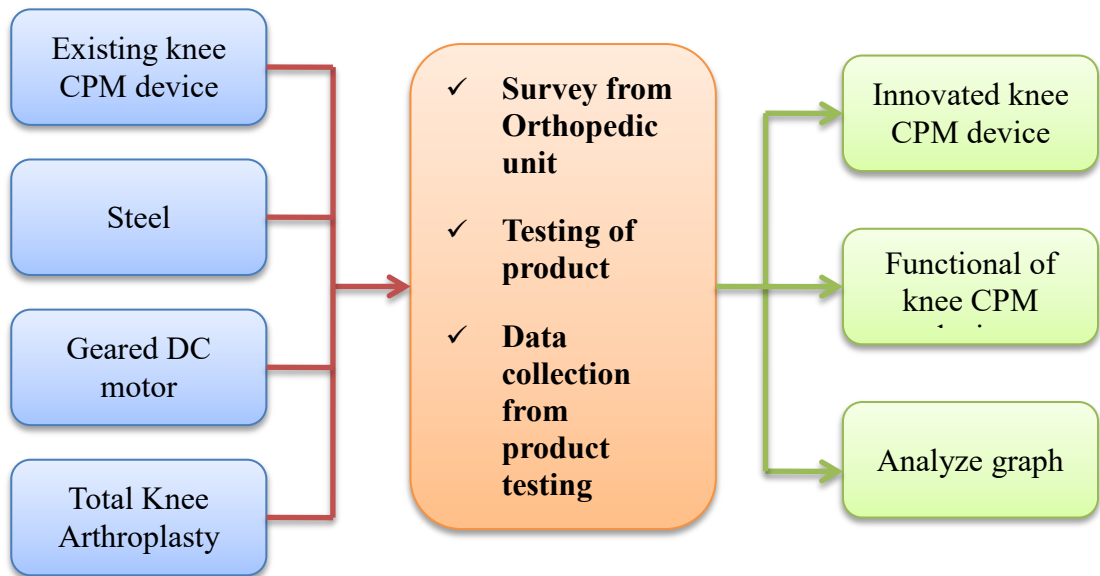 Existing knee
CPM device
Steel
Geared DC
motor
Total Knee
Arthroplasty
✓ Survey from
Orthopedic
unit
✓ Testing of
product
✓ Data
collection
from
product
testing
Innovated knee
CPM device
Functional of
knee CPM
Analyze graph